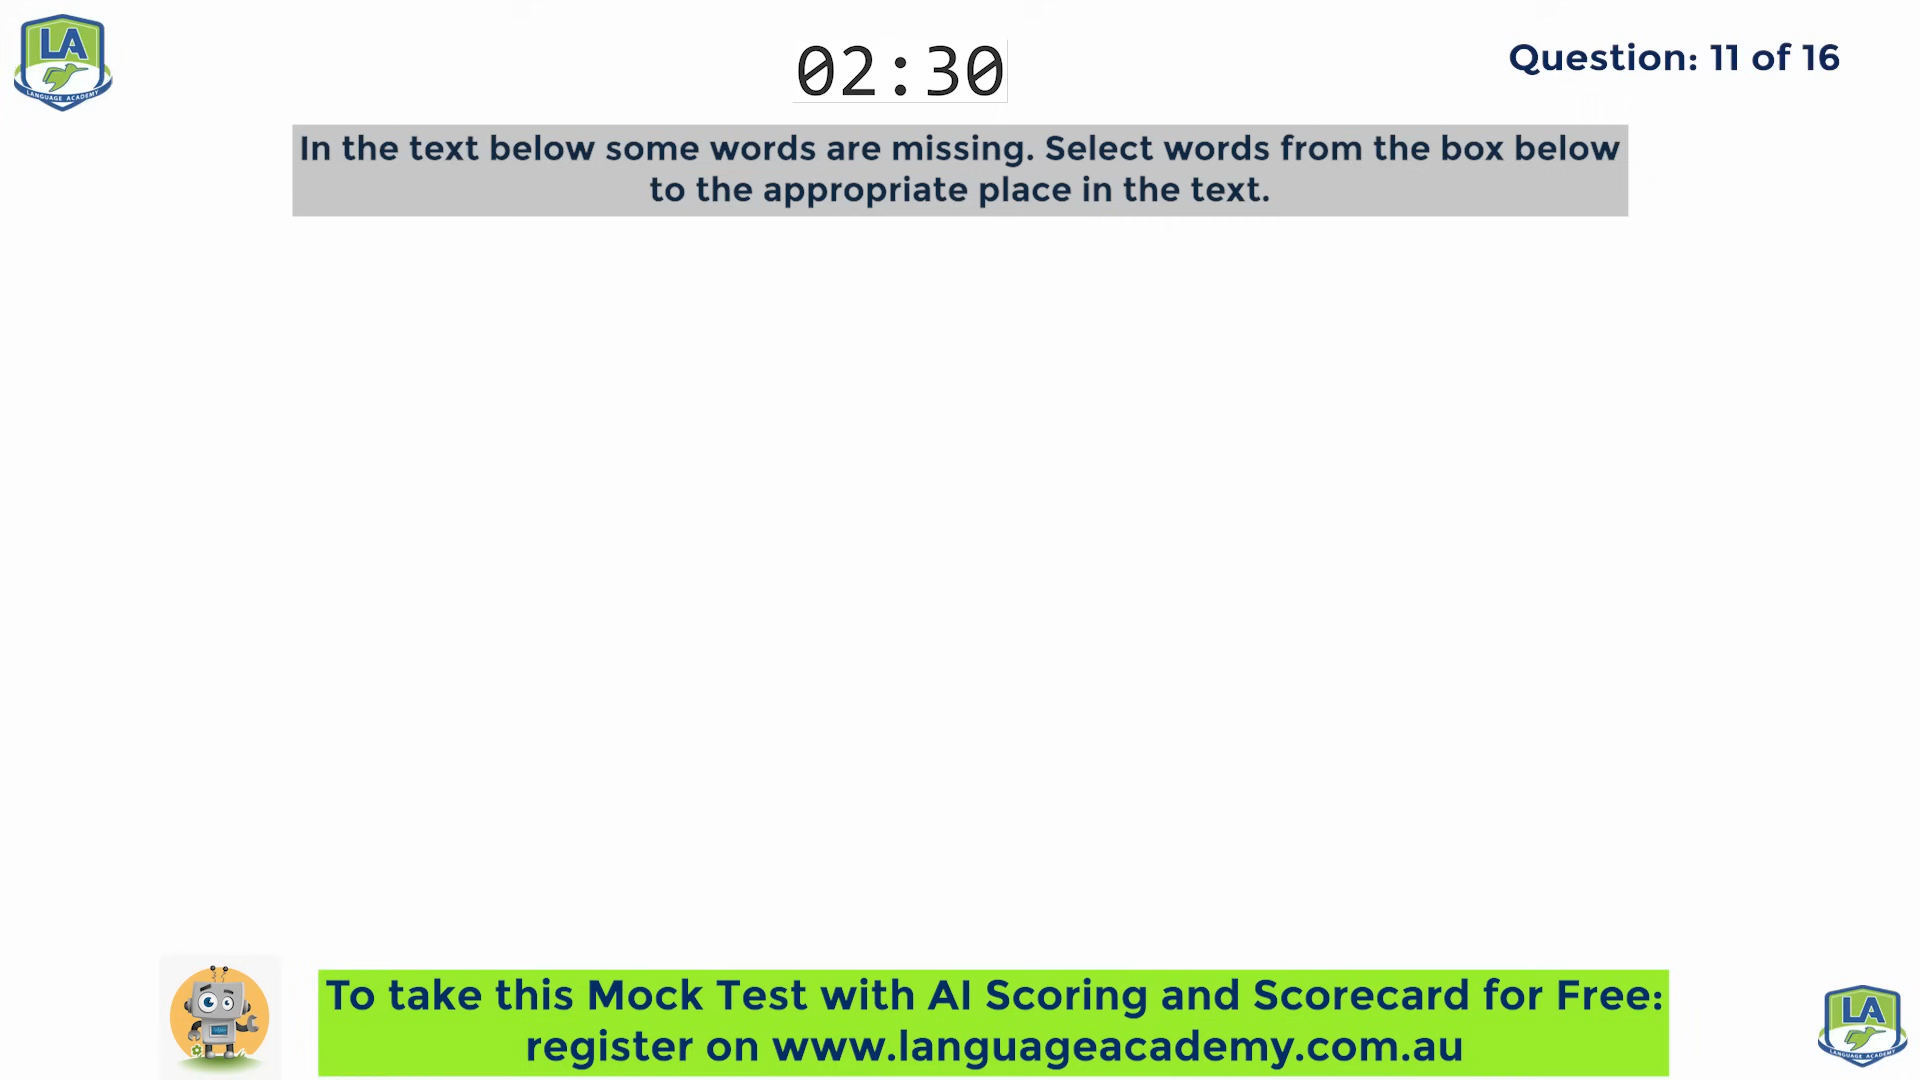 LA
LANGUAGE ACADEMY
02:30
Question: 11 of 16
In the text below some words are missing. Select words from the box below
to the appropriate place in the text.
To take this Mock Test with AI Scoring and Scorecard for Free:
register on www.languageacademy.com.au
LA
LANGUAGE ACADEMY